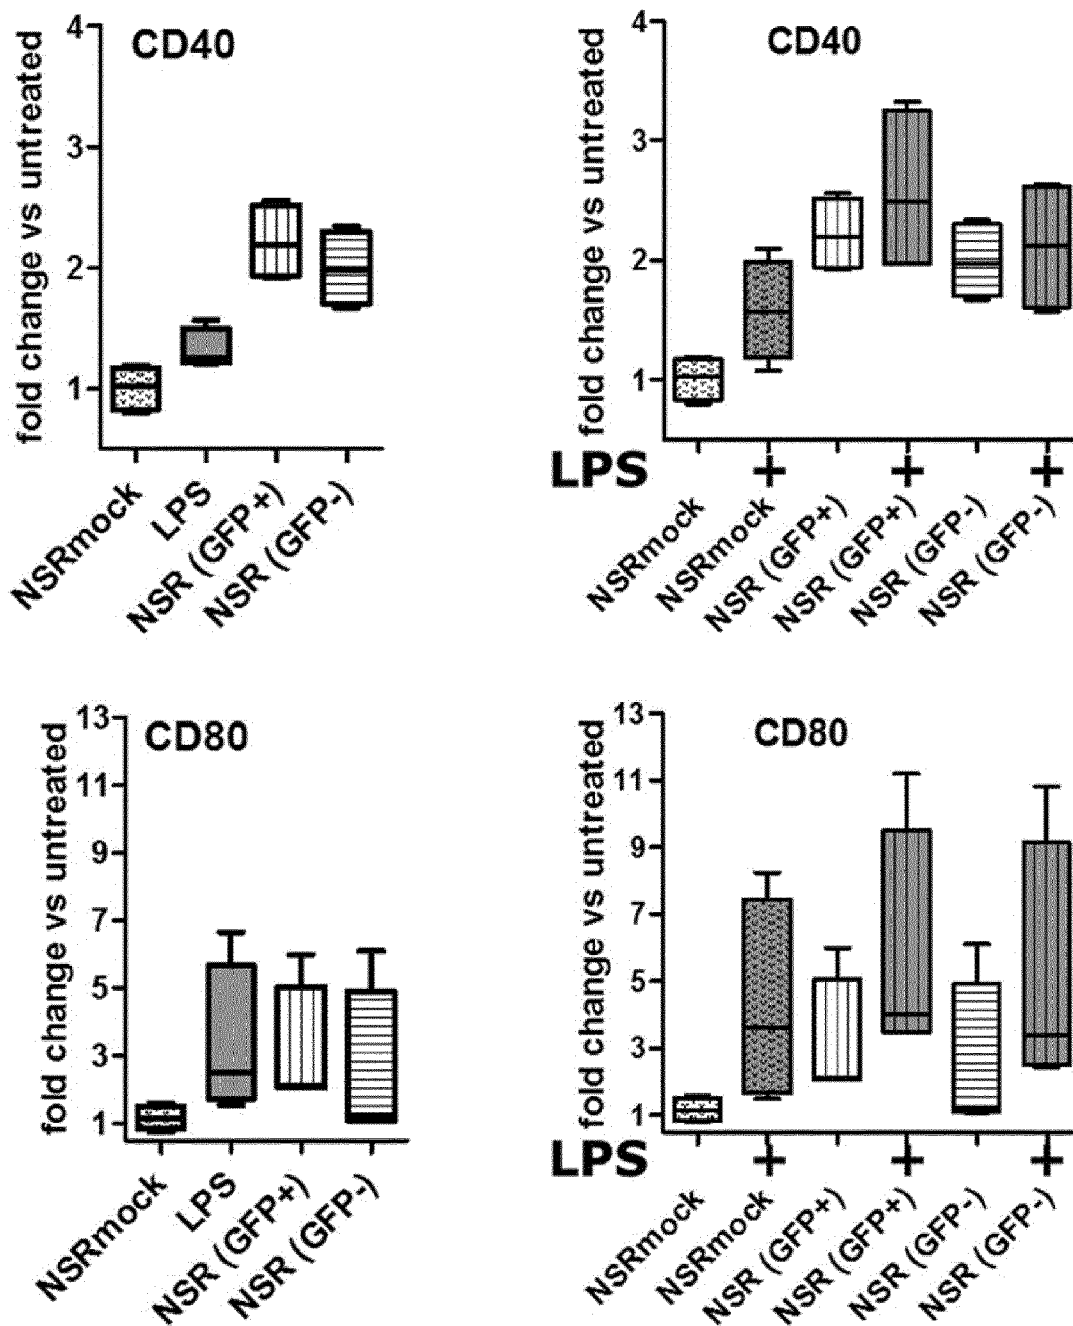 CD40
fold change vs untreated
4
3
2
1
NSRmock
LPS
NSR (GFP+)
NSR (GFP-)
CD40
fold change vs untreated
4
3
2
1
LPS + + +
NSRmock
NSRmock
NSR (GFP+)
NSR (GFP+)
NSR (GFP-)
NSR (GFP-)
CD80
fold change vs untreated
13
11
9
7
5
3
1
NSRmock
LPS
NSR (GFP+)
NSR (GFP-)
CD80
fold change vs untreated
13
11
9
7
5
3
1
LPS + + +
NSRmock
NSRmock
NSR (GFP+)
NSR (GFP+)
NSR (GFP-)
NSR (GFP-)